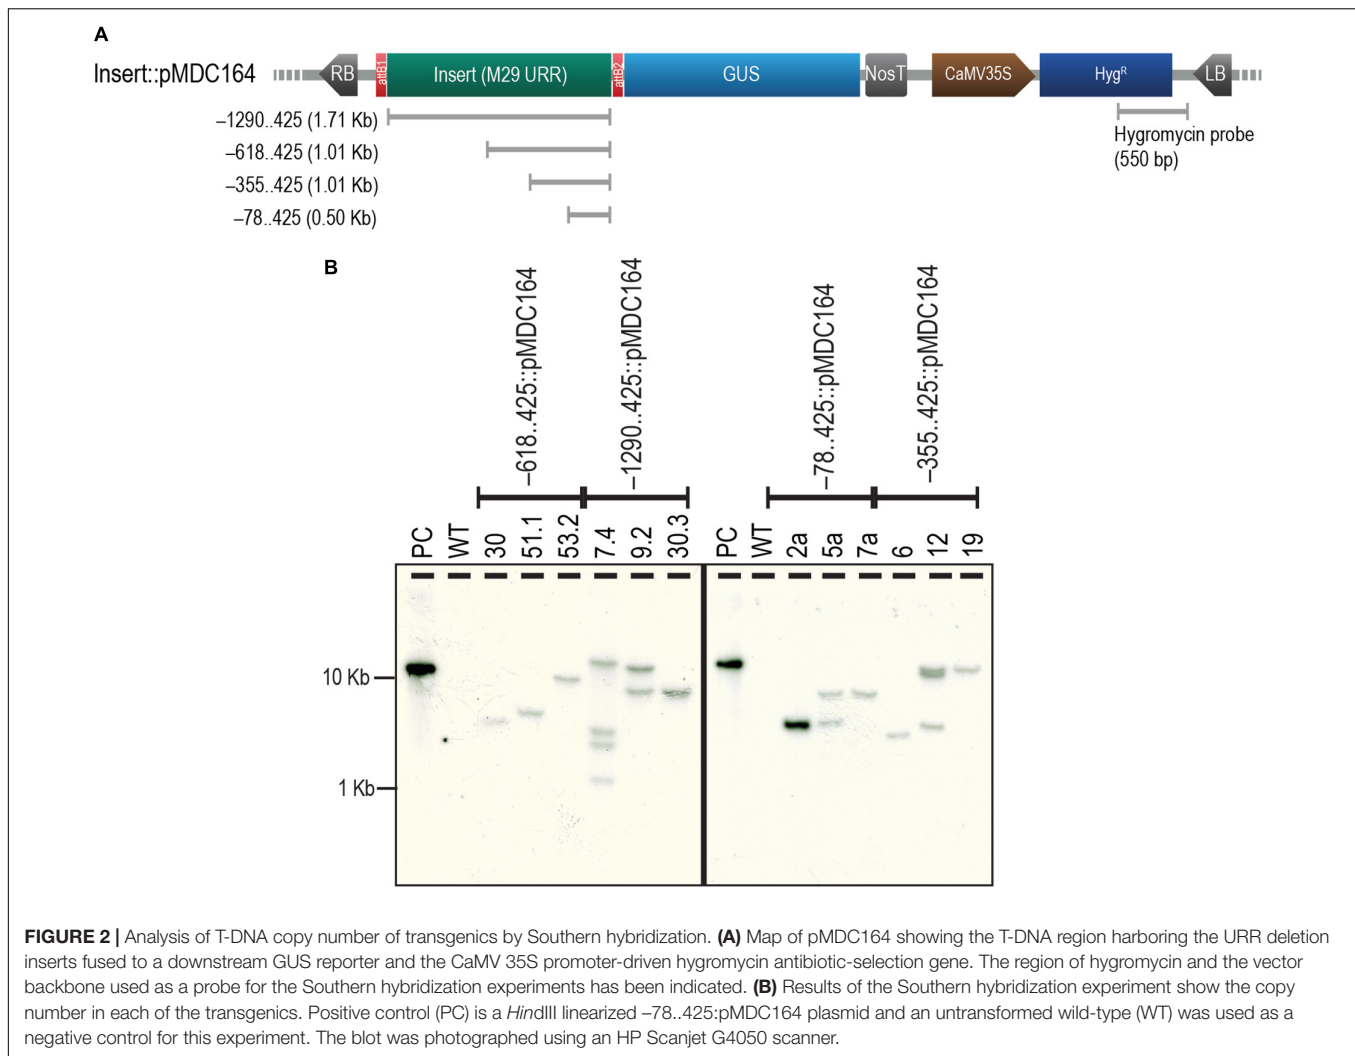 A
Insert::pMDC164
RB
attB1
Insert (M29 URR)
attB2
GUS
NosT
CaMV35S
HygR
LB
–1290..425 (1.71 Kb)
–618..425 (1.01 Kb)
–355..425 (1.01 Kb)
–78..425 (0.50 Kb)
Hygromycin probe
(550 bp)
B
–618..425::pMDC164
–1290..425::pMDC164
–78..425::pMDC164
–355..425::pMDC164
PC WT 30 51.1 53.2 7.4 9.2 30.3 PC WT 2a 5a 7a 6 12 19
10 Kb
1 Kb
FIGURE 2 | Analysis of T-DNA copy number of transgenics by Southern hybridization. (A) Map of pMDC164 showing the T-DNA region harboring the URR deletion
inserts fused to a downstream GUS reporter and the CaMV 35S promoter-driven hygromycin antibiotic-selection gene. The region of hygromycin and the vector
backbone used as a probe for the Southern hybridization experiments has been indicated. (B) Results of the Southern hybridization experiment show the copy
number in each of the transgenics. Positive control (PC) is a HindIII linearized –78..425:pMDC164 plasmid and an untransformed wild-type (WT) was used as a
negative control for this experiment. The blot was photographed using an HP Scanjet G4050 scanner.